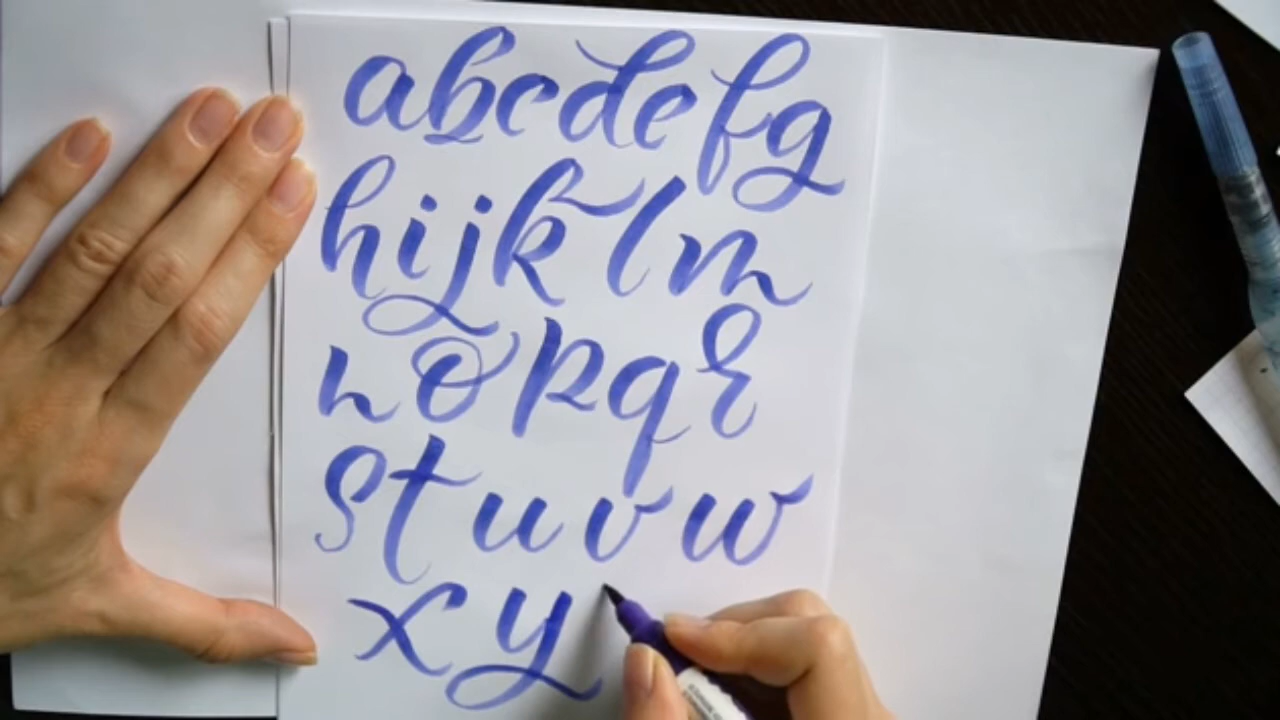 abcdefg
hijklm
nopqr
stuvw
xy